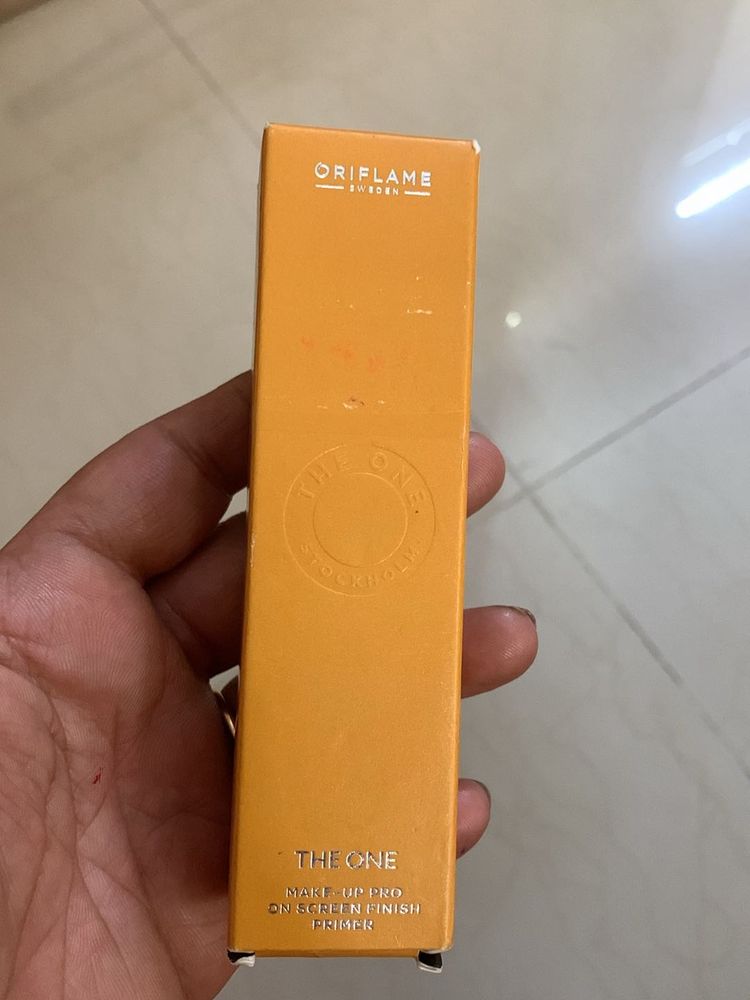 ORIFLAME
SWEDEN
THE ONE
STOCKHOLM
THE ONE
MAKE-UP PRO
ON SCREEN FINISH
PRIMER